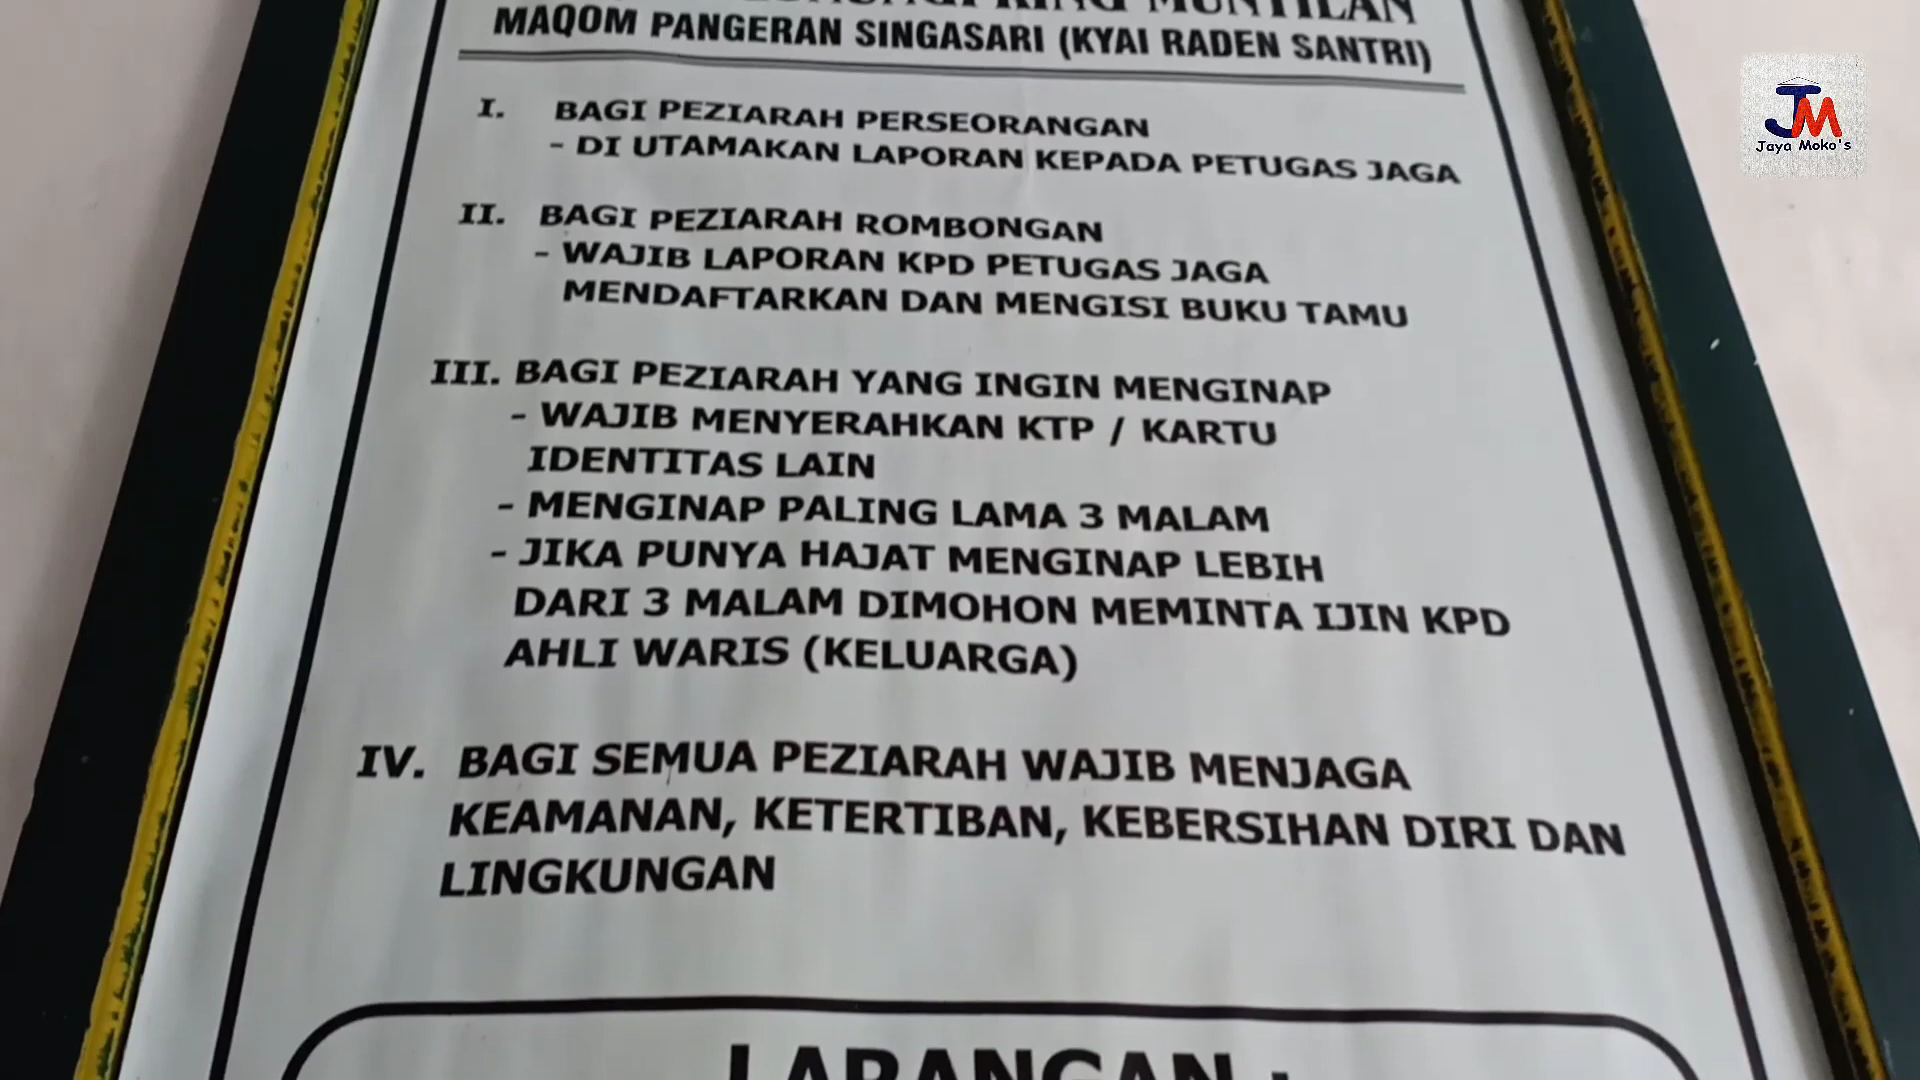 MUNTILAN
MAQOM PANGERAN SINGASARI (KYAI RADEN SANTRI)
I. BAGI PEZIARAH PERSEORANGAN
- DI UTAMAKAN LAPORAN KEPADA PETUGAS JAGA
II. BAGI PEZIARAH ROMBONGAN
- WAJIB LAPORAN KPD PETUGAS JAGA
MENDAFTARKAN DAN MENGISI BUKU TAMU
III. BAGI PEZIARAH YANG INGIN MENGINAP
- WAJIB MENYERAHKAN KTP / KARTU
IDENTITAS LAIN
- MENGINAP PALING LAMA 3 MALAM
- JIKA PUNYA HAJAT MENGINAP LEBIH
DARI 3 MALAM DIMOHON MEMINTA IJIN KPD
AHLI WARIS (KELUARGA)
IV. BAGI SEMUA PEZIARAH WAJIB MENJAGA
KEAMANAN, KETERTIBAN, KEBERSIHAN DIRI DAN
LINGKUNGAN
LARANGAN :
JM
Jaya Moko's